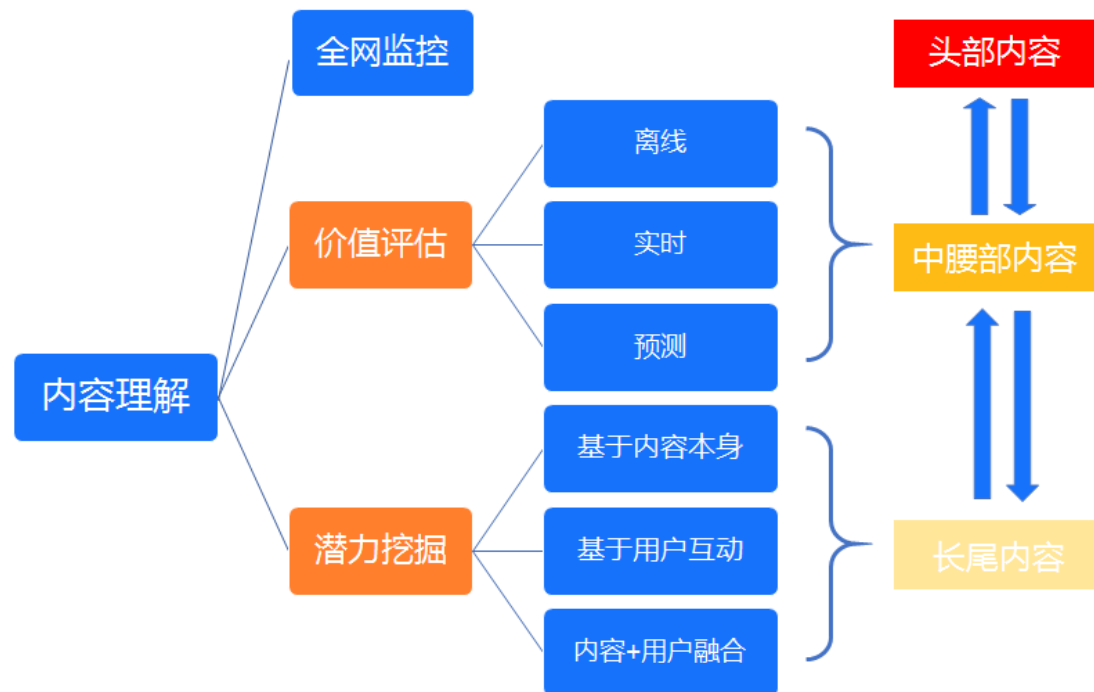 全网监控
头部内容
离线
价值评估
实时
中腰部内容
预测
内容理解
基于内容本身
潜力挖掘
基于用户互动
长尾内容
内容+用户融合